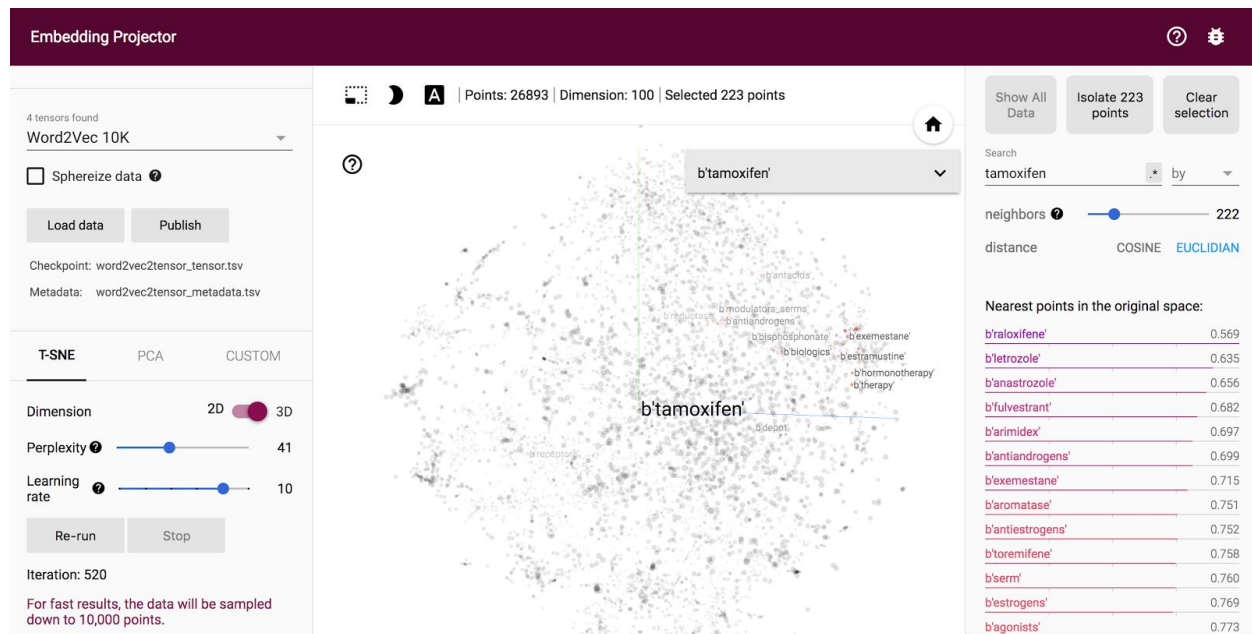 Embedding Projector
4 tensors found
Word2Vec 10K
Sphereize data
Load data
Publish
Checkpoint: word2vec2tensor_tensor.tsv
Metadata: word2vec2tensor_metadata.tsv
T-SNE
PCA
CUSTOM
Dimension 2D 3D
Perplexity 41
Learning rate 10
Re-run
Stop
Iteration: 520
For fast results, the data will be sampled
down to 10,000 points.
A | Points: 26893 | Dimension: 100 | Selected 223 points
b'tamoxifen'
b'antacids'
b'modulators_serms'
b'reductase'
b'antiandrogens'
b'bisphosphonate'
b'exemestane'
b'biologics
b'estramustine'
b'hormonotherapy'
b'therapy'
b'tamoxifen'
b'depot'
b'receptors'
Show All
Data
Isolate 223
points
Clear
selection
Search
tamoxifen .* by
neighbors 222
distance COSINE EUCLIDIAN
Nearest points in the original space:
b'raloxifene' 0.569
b'letrozole' 0.635
b'anastrozole' 0.656
b'fulvestrant' 0.682
b'arimidex' 0.697
b'antiandrogens' 0.699
b'exemestane' 0.715
b'aromatase' 0.751
b'antiestrogens' 0.752
b'toremifene' 0.758
b'serm' 0.760
b'estrogens' 0.769
b'agonists' 0.773